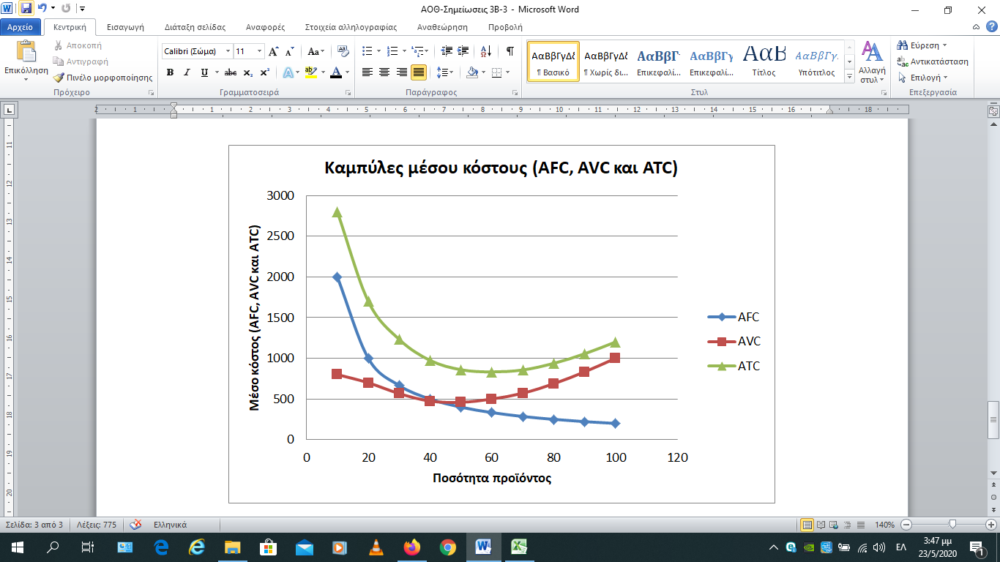 ΑΟΘ-Σημείωσεις 3Β-3 - Microsoft Word
Αρχείο Κεντρική Εισαγωγή Διάταξη σελίδας Αναφορές Στοιχεία αλληλογραφίας Αναθεώρηση Προβολή
Επικόλληση
Αποκοπή
Αντιγραφή
Πινέλο μορφοποίησης
Πρόχειρο
Calibri (Σώμα) 11
Γραμματοσειρά
Παράγραφος
ΑαΒβΓγΔδ ΑαΒβΓγΔδ ΑαΒβΓ ΑαΒβΓγ ΑαΒ ΑαΒβΓγ
¶ Βασικό ¶ Χωρίς δι... Επικεφαλί... Επικεφαλί... Τίτλος Υπότιτλος
Αλλαγή στυλ
Στυλ
Εύρεση
Αντικατάσταση
Επιλογή
Επεξεργασία
2 1 1 2 3 4 5 6 7 8 9 10 11 12 13 14 15 16 18
11
12
13
14
15
16
17
18
19
20
Καμπύλες μέσου κόστους (AFC, AVC και ATC)
Μέσο κόστος (AFC, AVC και ATC)
3000
2500
2000
1500
1000
500
0
0 20 40 60 80 100 120
Ποσότητα προϊόντος
AFC
AVC
ATC
Σελίδα: 3 από 3 Λέξεις: 775 Ελληνικά 140%
ΕΛ
3:47 μμ
23/5/2020
1